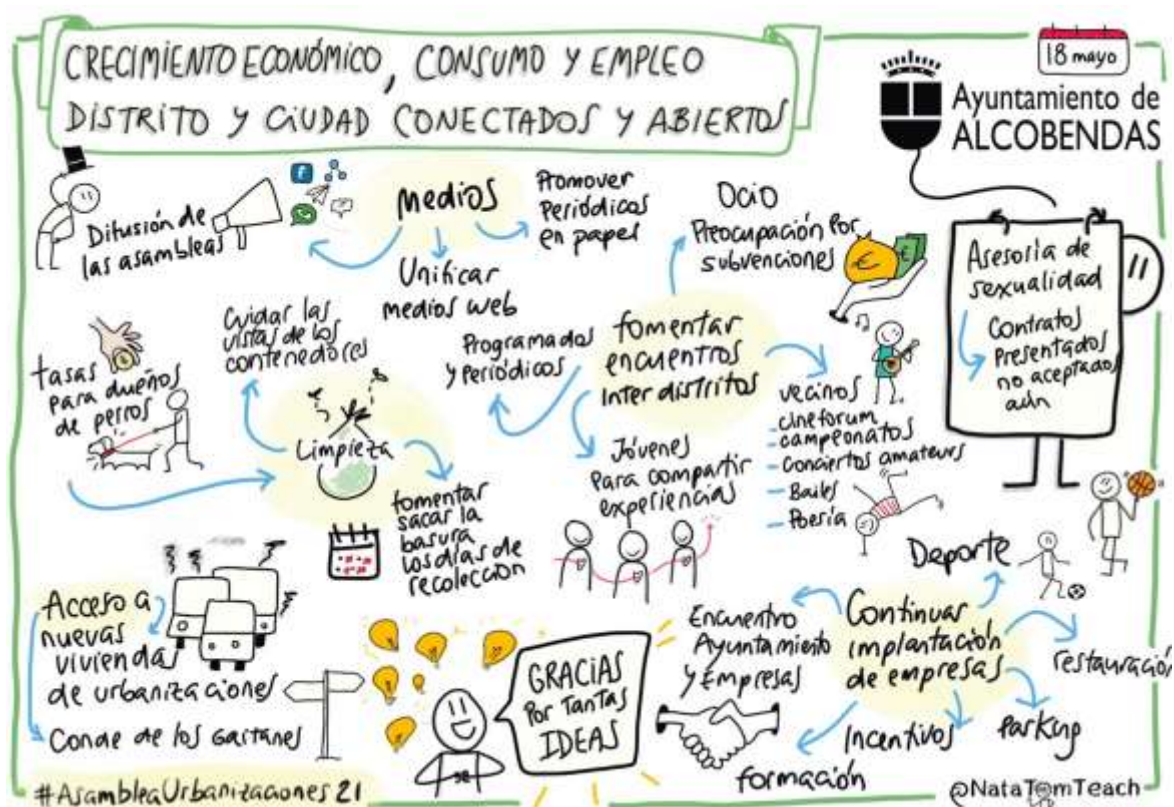 CRECIMIENTO ECONÓMICO, CONSUMO Y EMPLEO
DISTRITO Y CIUDAD CONECTADOS Y ABIERTOS
18 mayo
Ayuntamiento de
ALCOBENDAS
Difusión de
las asambleas
medios
Promover
Periódicos
en papel
Unificar
medios web
Ocio
Preocupación Por
subvenciones
Asesoría de
sexualidad
Contratos
Presentados
no aceptados
aún
tasas
para dueños
de perros
Cuidar las
vistas de los
contenedores
Limpieza
fomentar
sacar la
basura
los días de
recolección
Programados
y Periódicos
fomentar
encuentros
Inter distritos
Jóvenes
Para compartir
experiencias
vecinos
- cineforum
- campeonatos
- Conciertos amateurs
- Bailes
- Poesía
Acceso a
nuevas
viviendas
de urbanizaciones
Conde de los Gaitanes
GRACIAS
Por TANTAS
IDEAS
Encuentro
Ayuntamiento
y Empresas
Continuar
implantación
de empresas
Deporte
restauración
Parking
Incentivos
formación
#AsambleaUrbanizaciones21
@NataTomTeach